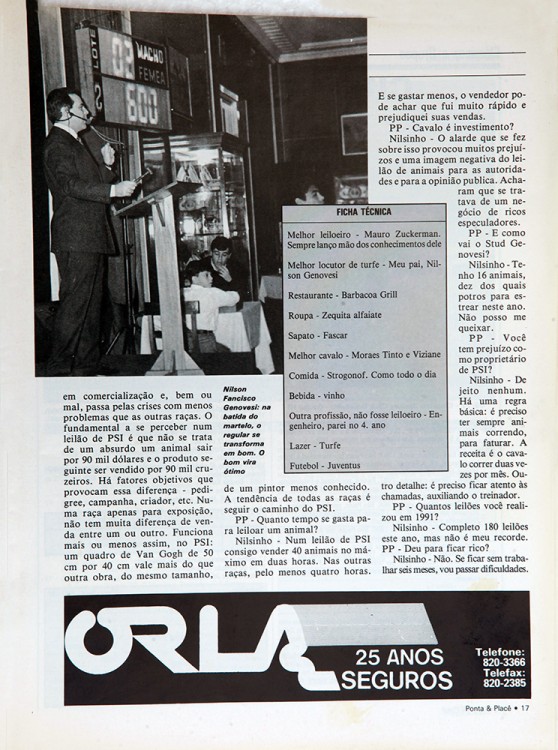 LOTE
03
MACHO
FEMEA
2
600
em comercialização e, bem ou
mal, passa pelas crises com menos
problemas que as outras raças. O
fundamental a se perceber num
leilão de PSI é que não se trata
de um absurdo um animal sair
por 90 mil dólares e o produto se-
guinte ser vendido por 90 mil cru-
zeiros. Há fatores objetivos que
provocam essa diferença - pedi-
gree, campanha, criador, etc. Nu-
ma raça apenas para exposição,
não tem muita diferença de ven-
da entre um ou outro. Funciona
mais ou menos assim, no PSI:
um quadro de Van Gogh de 50
cm por 40 cm vale mais do que
outra obra, do mesmo tamanho,
Nilson
Fancisco
Genovesi: na
batida do
martelo, o
regular se
transforma
em bom. O
bom vira
ótimo
de um pintor menos conhecido.
A tendência de todas as raças é
seguir o caminho do PSI.
PP - Quanto tempo se gasta pa-
ra leiloar um animal?
Nilsinho - Num leilão de PSI
consigo vender 40 animais no má-
ximo em duas horas. Nas outras
raças, pelo menos quatro horas.
FICHA TÉCNICA
Melhor leiloeiro - Mauro Zuckerman.
Sempre lanço mão dos conhecimentos dele
Melhor locutor de turfe - Meu pai, Nil-
son Genovesi
Restaurante - Barbacoa Grill
Roupa - Zequita alfaiate
Sapato - Fascar
Melhor cavalo - Moraes Tinto e Viziane
Comida - Strogonof. Como todo o dia
Bebida - vinho
Outra profissão, não fosse leiloeiro - En-
genheiro, parei no 4. ano
Lazer - Turfe
Futebol - Juventus
E se gastar menos, o vendedor po-
de achar que fui muito rápido e
prejudiquei suas vendas.
PP - Cavalo é investimento?
Nilsinho - O alarde que se fez
sobre isso provocou muitos prejuí-
zos e uma imagem negativa do lei-
lão de animais para as autorida-
des e para a opinião publica. Acha-
ram que se tra-
tava de um ne-
gócio de ricos
especuladores.
PP - E como
vai o Stud Ge-
novesi?
Nilsinho - Te-
nho 16 animais,
dez dos quais
potros para es-
trear neste ano.
Não posso me
queixar.
PP - Você
tem prejuízo co-
mo proprietário
de PSI?
Nilsinho - De
jeito nenhum.
Há uma regra
básica: é preciso
ter sempre ani-
mais correndo,
para faturar. A
receita é o cava-
lo correr duas ve-
zes por mês. Ou-
tro detalhe: é preciso ficar atento às
chamadas, auxiliando o treinador.
PP - Quantos leilões você reali-
zou em 1991?
Nilsinho - Completo 180 leilões
este ano, mas não é meu recorde.
PP - Deu para ficar rico?
Nilsinho - Não. Se ficar sem traba-
lhar seis meses, vou passar dificuldades.
ORLA
25 ANOS
SEGUROS
Telefone:
820-3366
Telefax:
820-2385
Ponta & Placê • 17